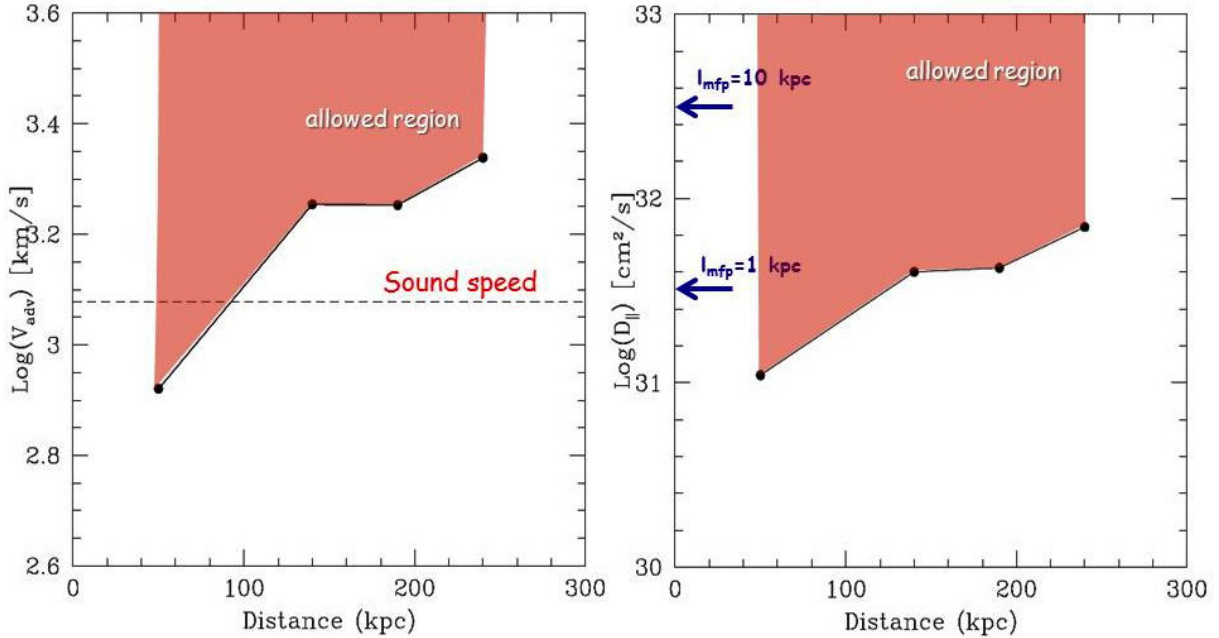 3.6
3.4
3.2
3
2.8
2.6
0
100
200
300
Log(V_adv) [km/s]
Distance (kpc)
allowed region
Sound speed
33
32
31
30
0
100
200
300
Log(D_||) [cm²/s]
Distance (kpc)
l_mfp=10 kpc
l_mfp=1 kpc
allowed region